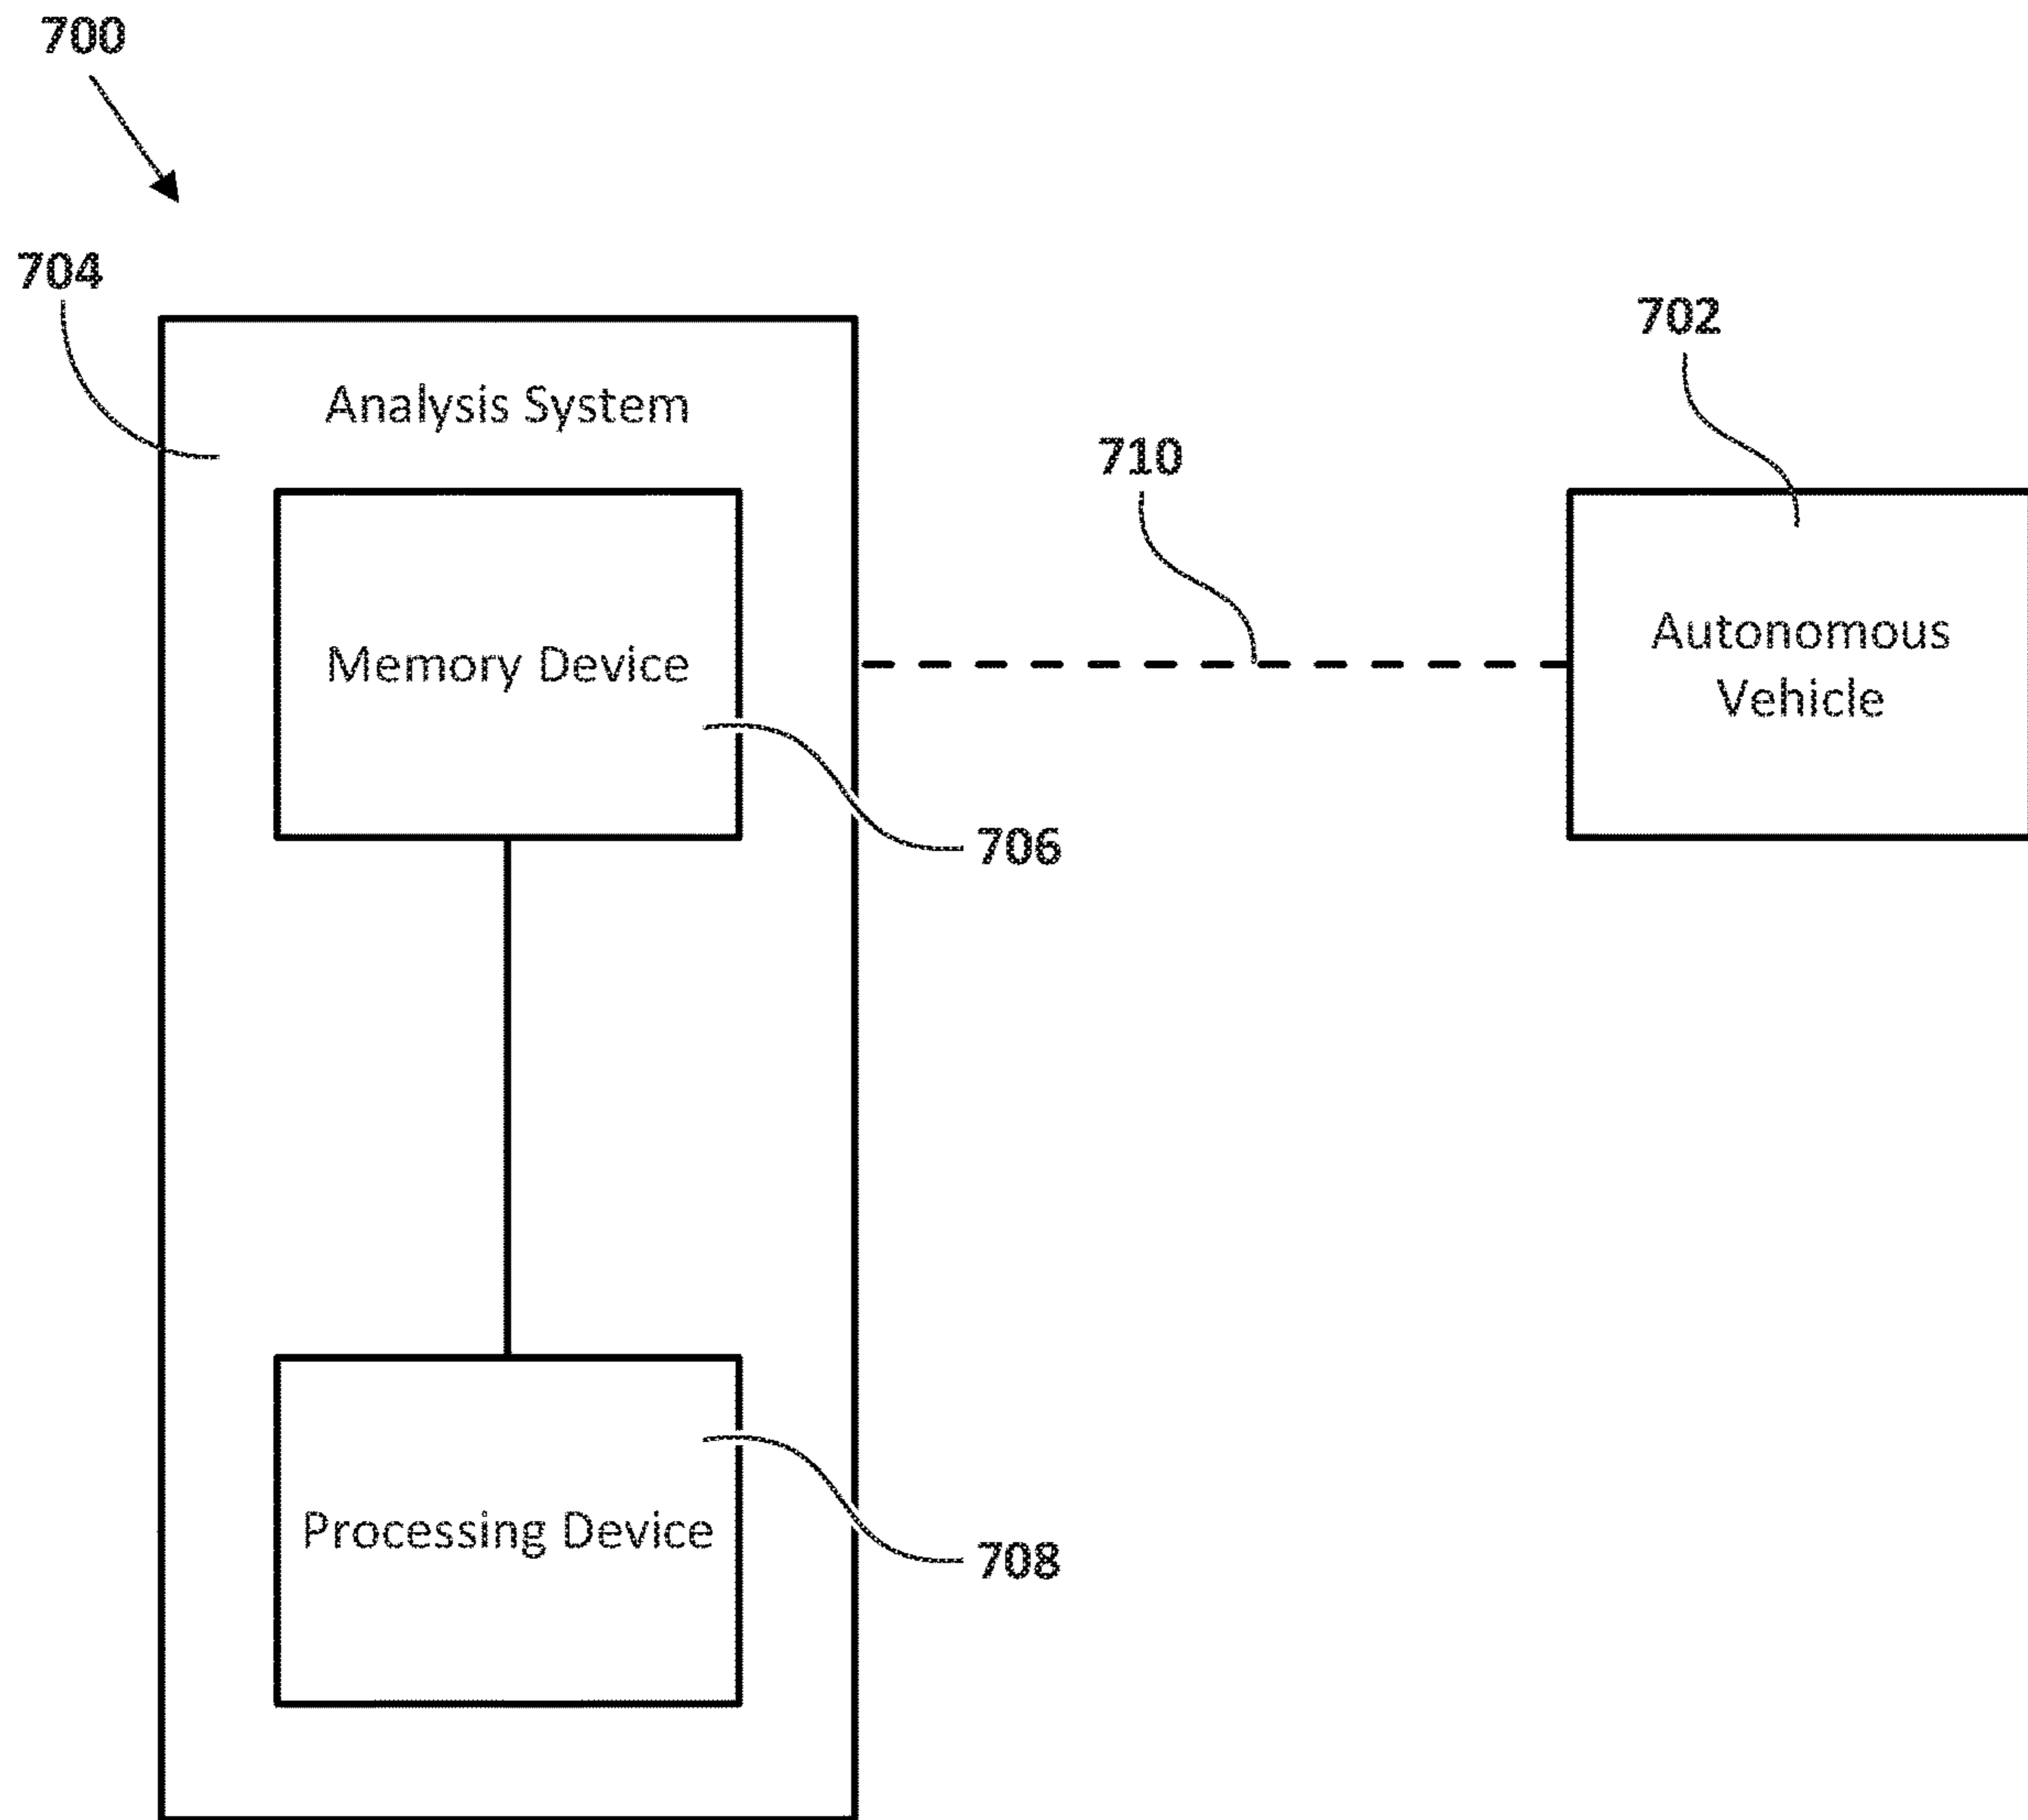 700
704
702
Analysis System
710
Memory Device
Autonomous
Vehicle
706
Processing Device
708